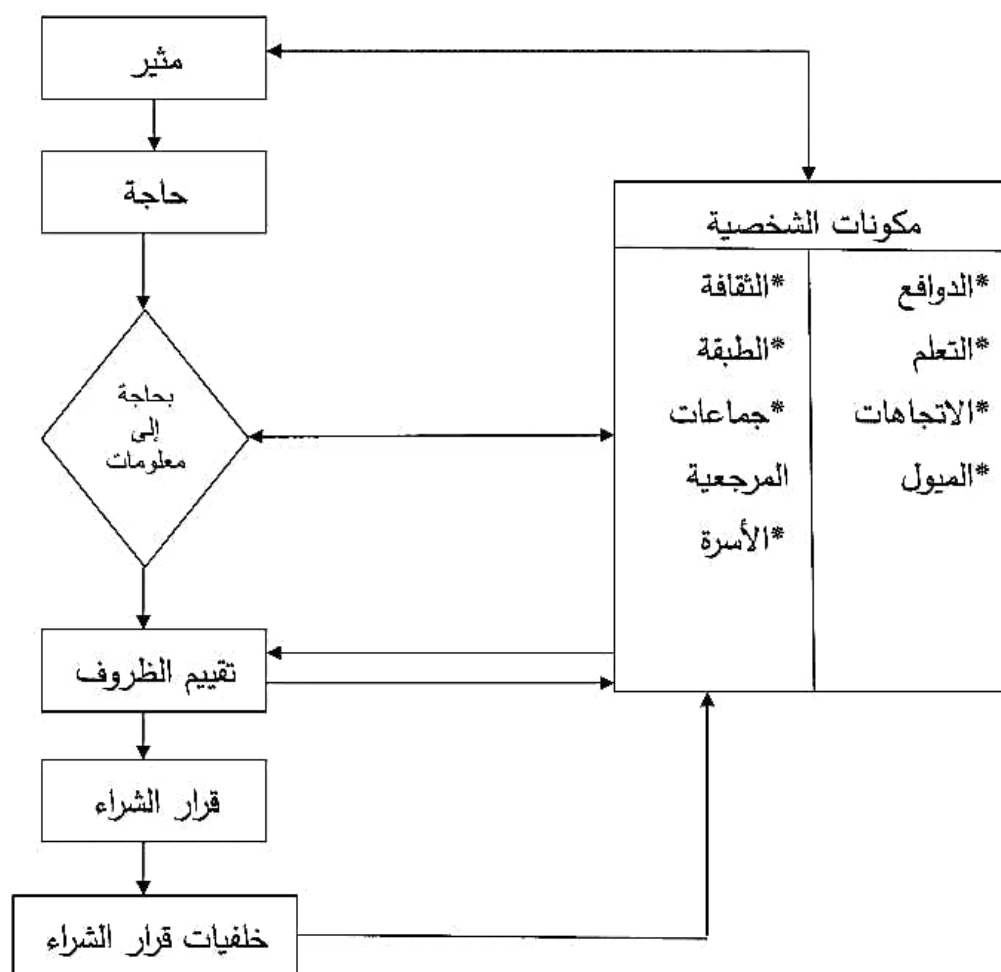 مثير
حاجة
بحاجة
إلى
معلومات
تقييم الظروف
قرار الشراء
خلفيات قرار الشراء
مكونات الشخصية
*الدوافع
*التعلم
*الاتجاهات
*الميول
*الثقافة
*الطبقة
*جماعات
المرجعية
*الأسرة